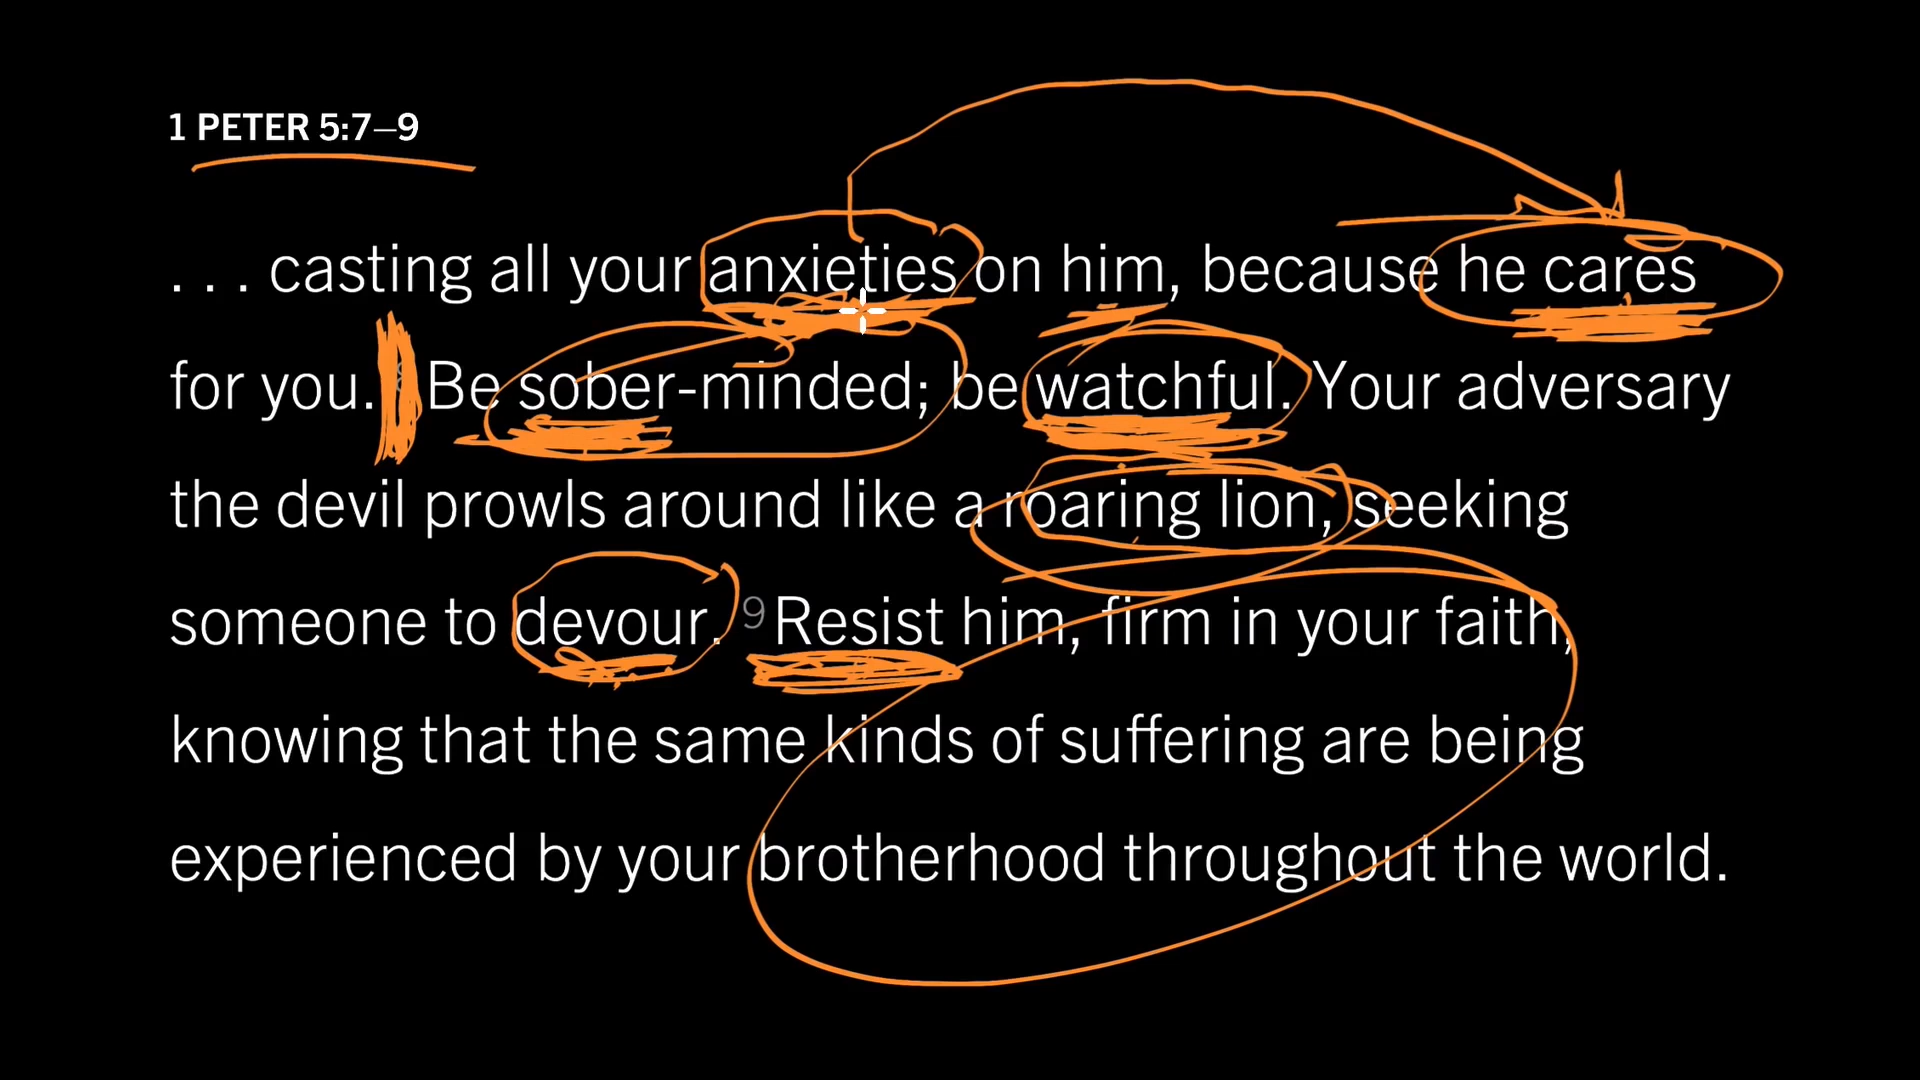 1 PETER 5:7–9
. . . casting all your anxieties on him, because he cares
for you. Be sober-minded; be watchful. Your adversary
the devil prowls around like a roaring lion, seeking
someone to devour. 9 Resist him, firm in your faith,
knowing that the same kinds of suffering are being
experienced by your brotherhood throughout the world.